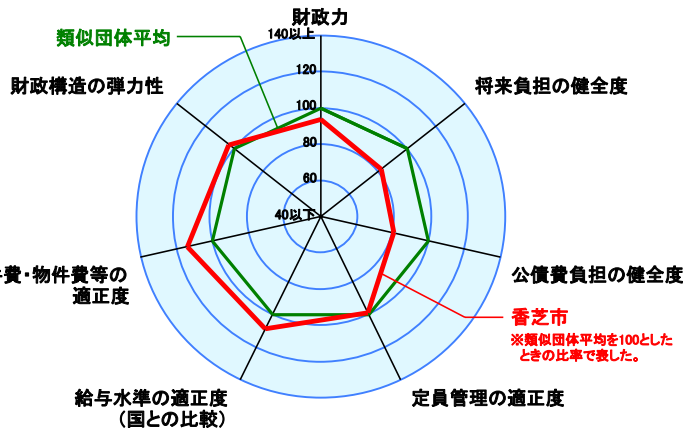 財政力
類似団体平均
140以上
120
100
80
60
40以下
財政構造の弾力性
将来負担の健全度
件費・物件費等の
適正度
公債費負担の健全度
香芝市
※類似団体平均を100とした
ときの比率で表した。
給与水準の適正度
（国との比較）
定員管理の適正度